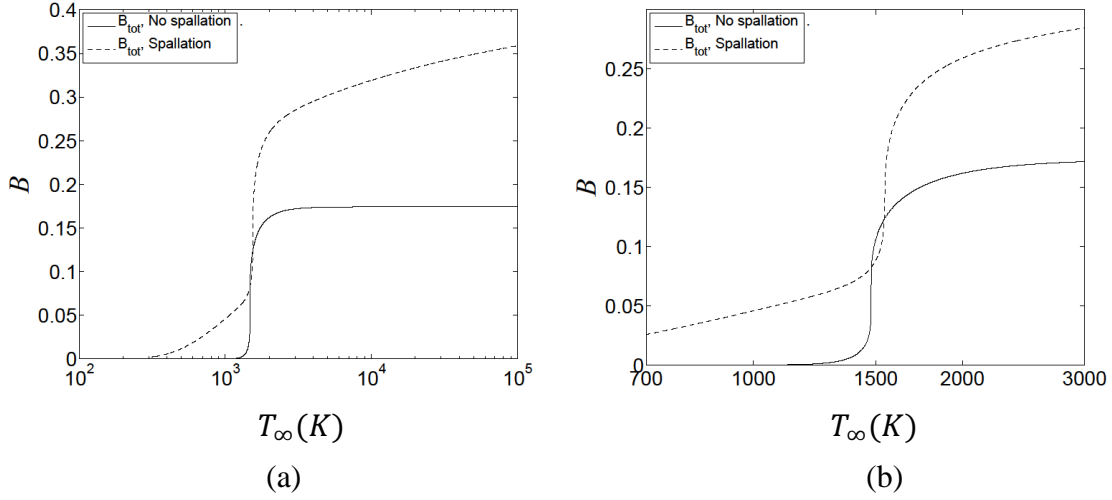 0.4
B_tot, No spallation .
B_tot, Spallation
0.35
0.3
0.25
0.2
0.15
0.1
0.05
0
B
10^2 10^3 10^4 10^5
T_∞(K)
(a)
B_tot, No spallation .
B_tot, Spallation
0.25
0.2
0.15
0.1
0.05
0
B
700 1000 1500 2000 3000
T_∞(K)
(b)